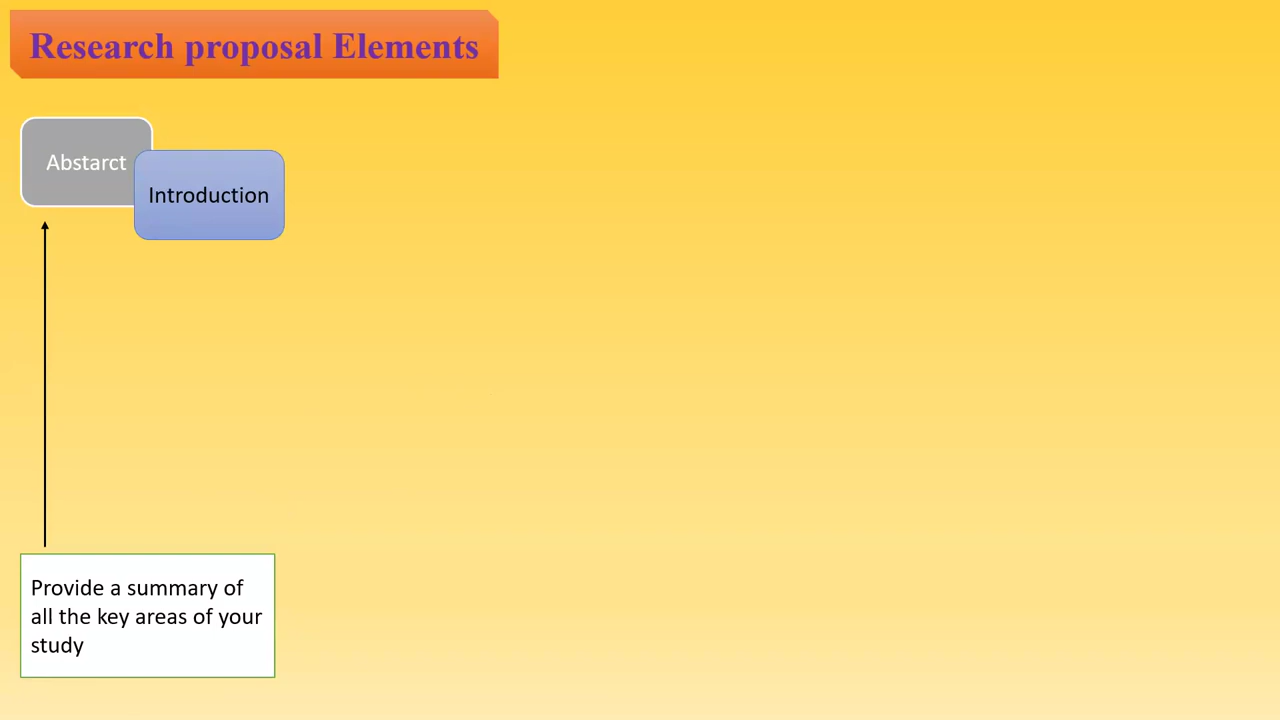 Research proposal Elements
Abstarct
Introduction
Provide a summary of
all the key areas of your
study